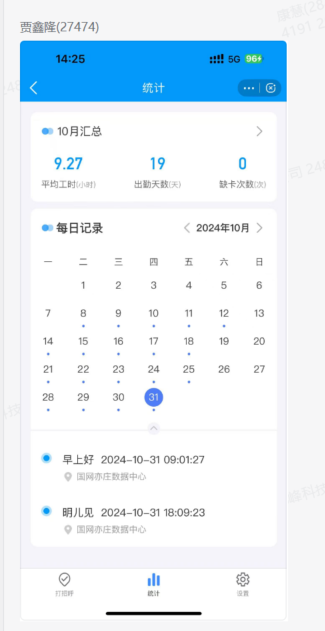 贾鑫隆(27474)
14:25 5G 96
统计
10月汇总
9.27 19 0
平均工时(小时) 出勤天数(天) 缺卡次数(次)
每日记录 2024年10月
一 二 三 四 五 六 日
1 2 3 4 5 6
7 8 9 10 11 12 13
14 15 16 17 18 19 20
21 22 23 24 25 26 27
28 29 30 31
早上好 2024-10-31 09:01:27
国网亦庄数据中心
明儿见 2024-10-31 18:09:23
国网亦庄数据中心
打招呼 统计 设置